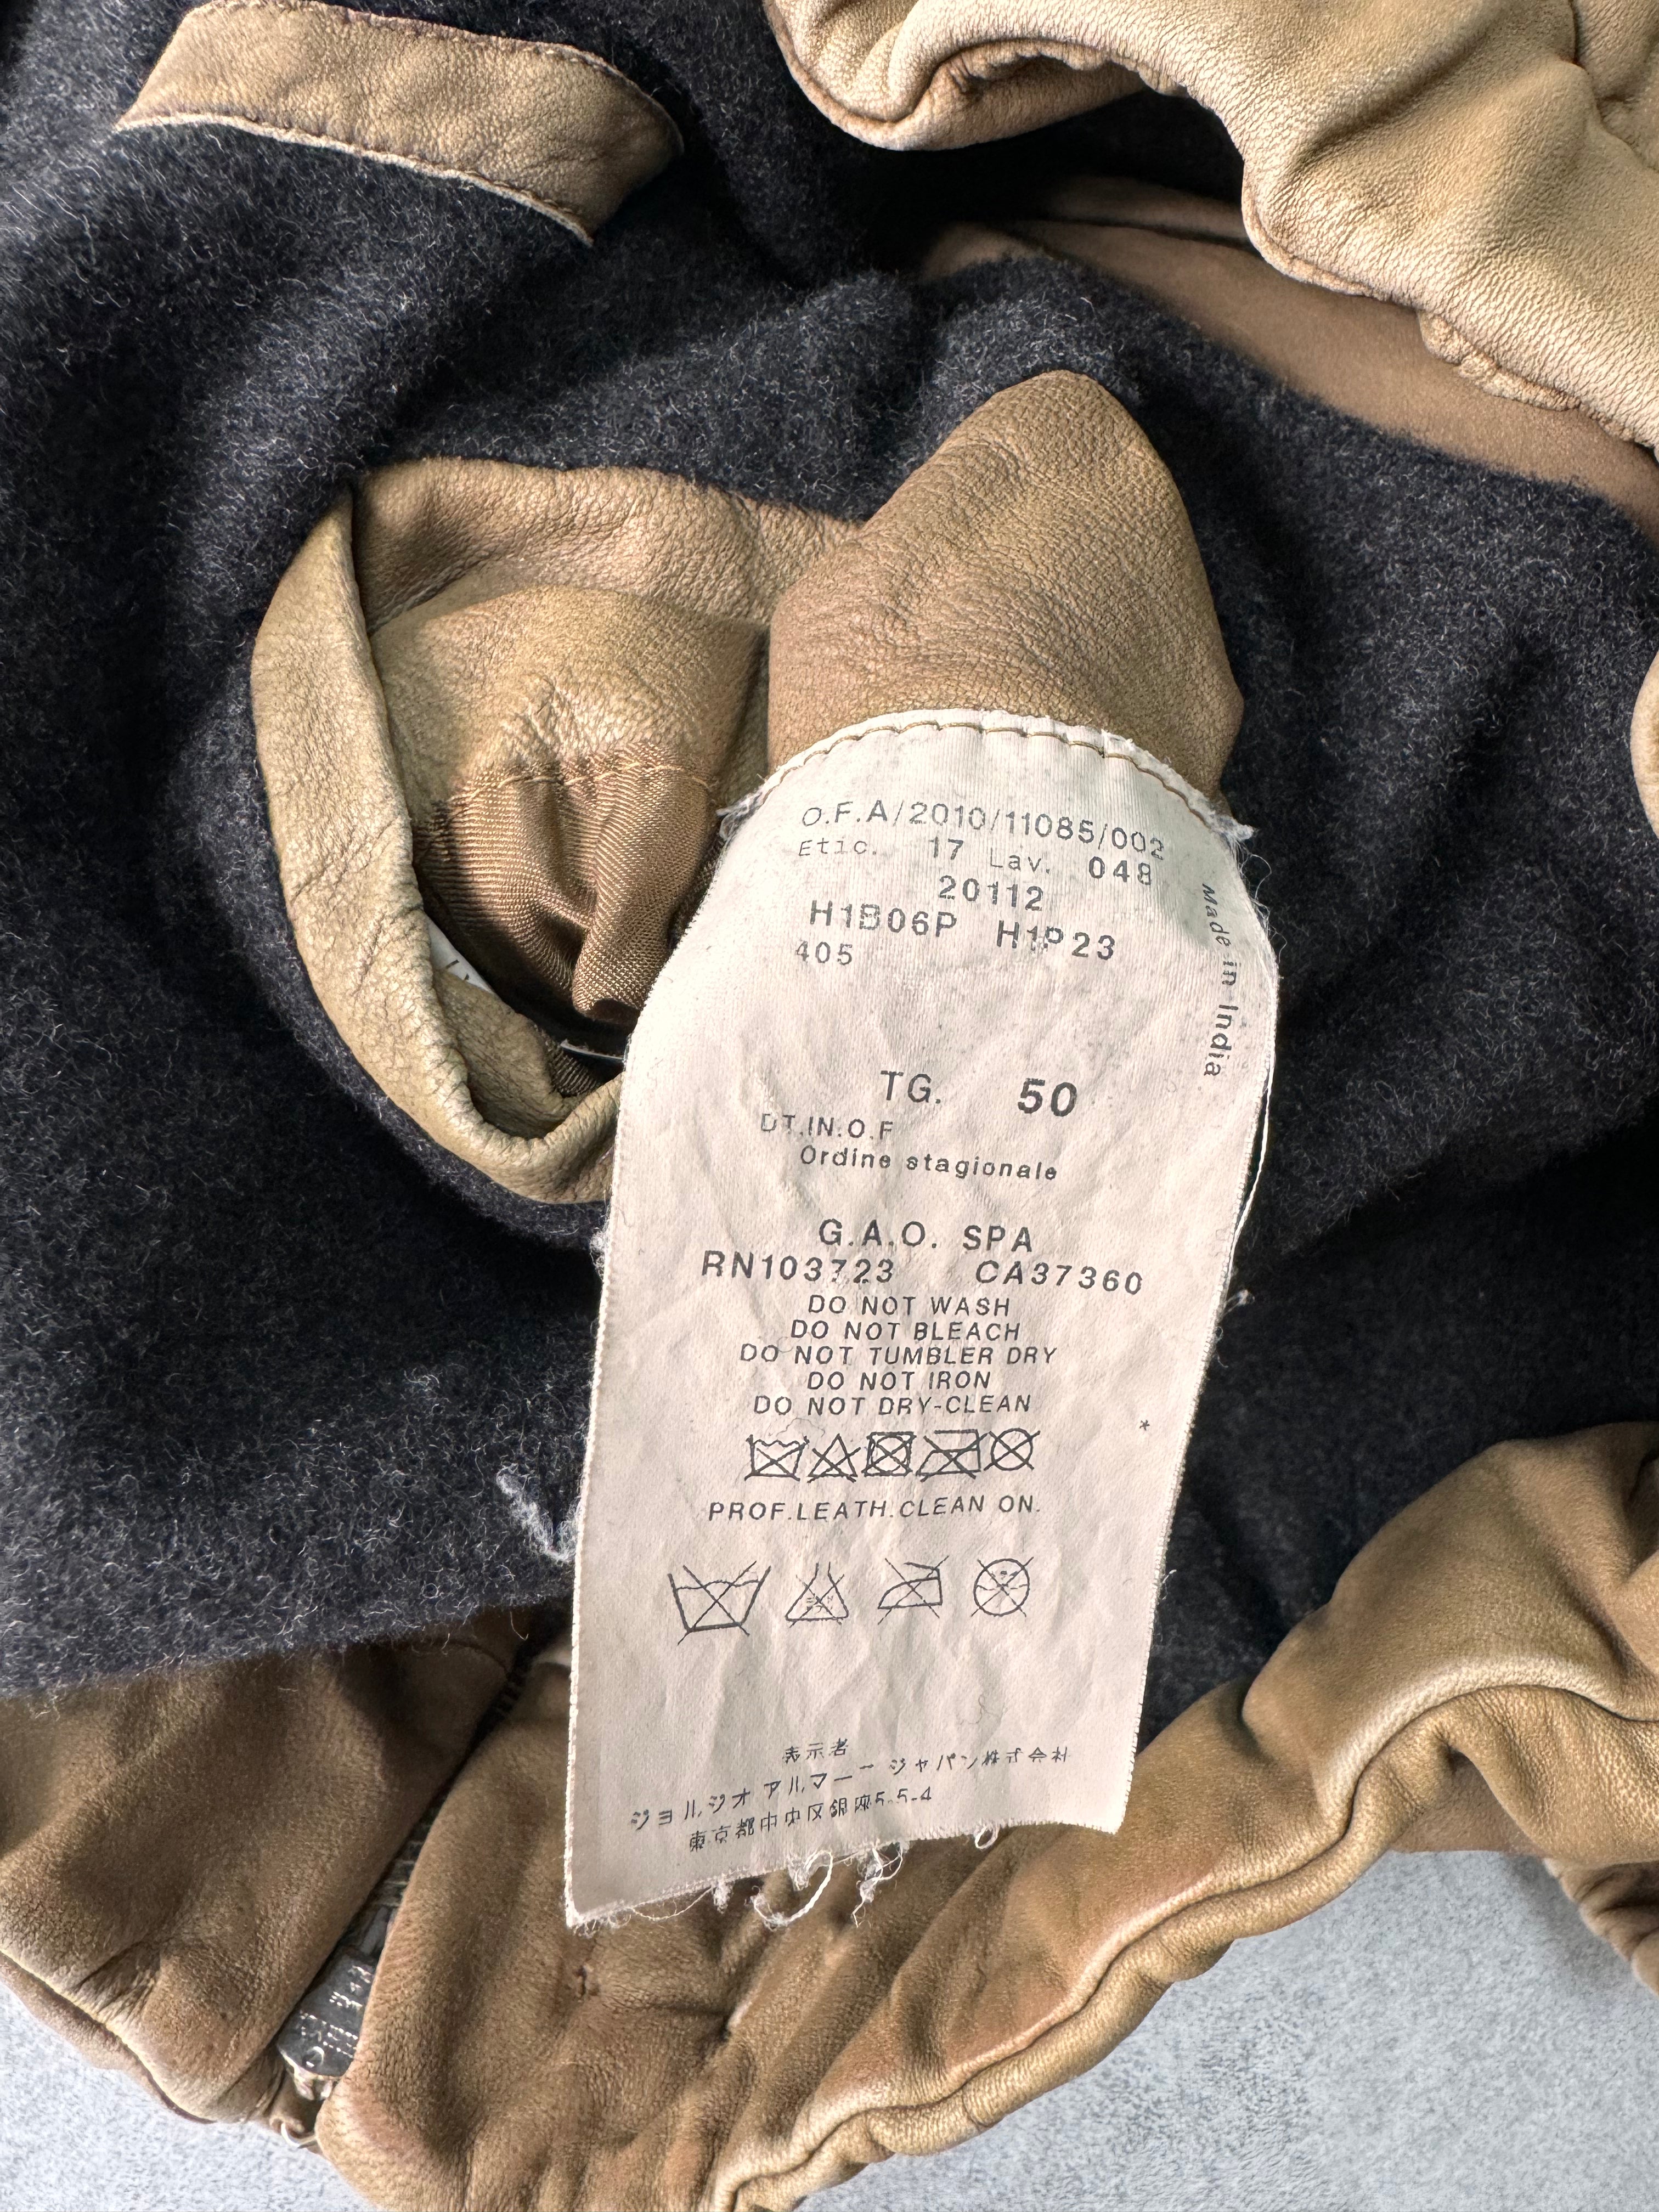 O.F.A/2010/11085/002
Etic. 17 Lav. 048
20112
H1B06P H1P23
405
Made in India
TG. 50
DT.IN.O.F
Ordine stagionale
G.A.O. SPA
RN103723 CA37360
DO NOT WASH
DO NOT BLEACH
DO NOT TUMBLER DRY
DO NOT IRON
DO NOT DRY-CLEAN
*
PROF.LEATH.CLEAN ON.
表示者
ジョルジオ アルマーニ ジャパン株式会社
東京都中央区銀座5-5-4